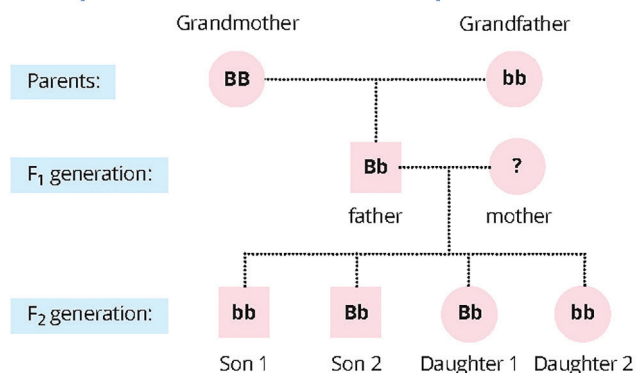 Grandmother Grandfather
Parents: BB bb
F₁ generation: Bb ?
father mother
F₂ generation: bb Bb Bb bb
Son 1 Son 2 Daughter 1 Daughter 2